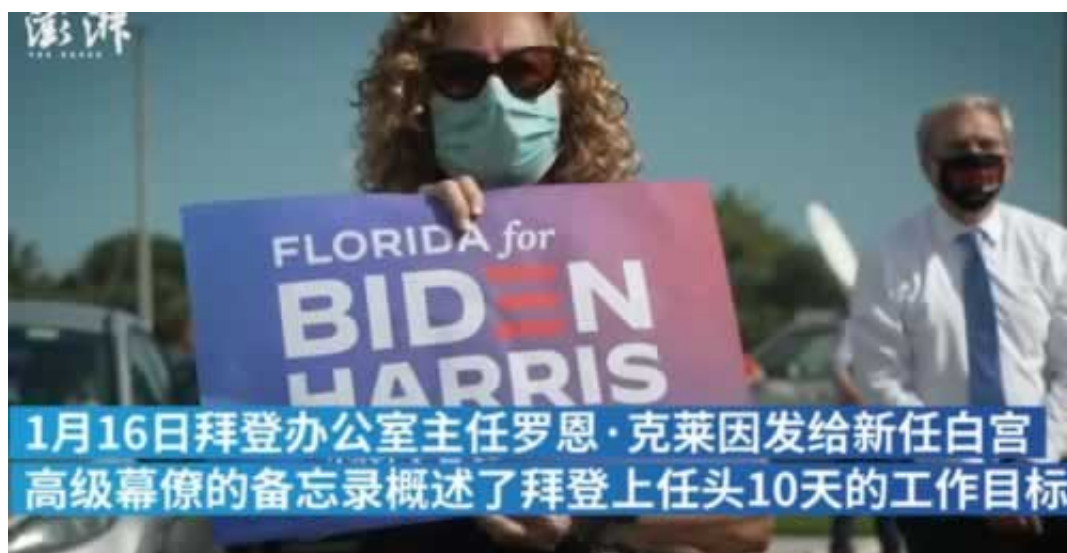 澎湃
THE PAPER
FLORIDA for
BIDEN
HARRIS
1月16日拜登办公室主任罗恩·克莱因发给新任白宫
高级幕僚的备忘录概述了拜登上任头10天的工作目标